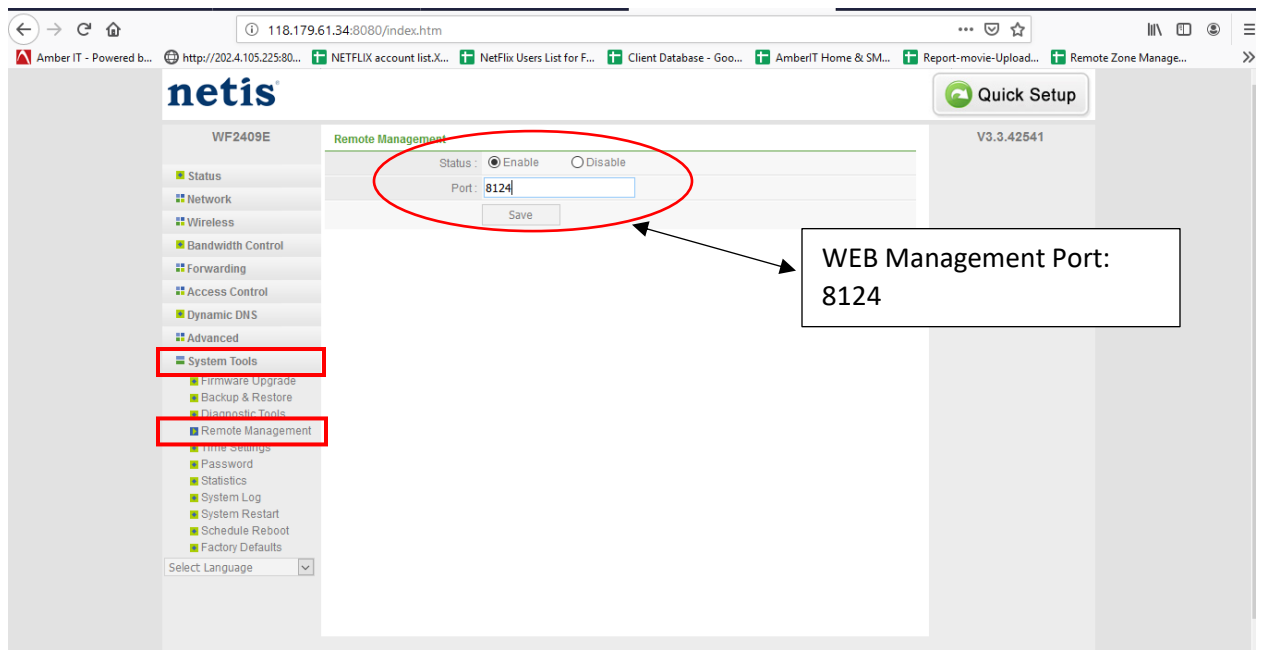 118.179.61.34:8080/index.htm
Amber IT - Powered b... http://202.4.105.225:80... NETFLIX account list.X... NetFlix Users List for F... Client Database - Goo... AmberIT Home & SM... Report-movie-Upload... Remote Zone Manage...
netis
Quick Setup
WF2409E
Remote Management
V3.3.42541
Status : Enable Disable
Port : 8124
Save
WEB Management Port:
8124
Status
Network
Wireless
Bandwidth Control
Forwarding
Access Control
Dynamic DNS
Advanced
System Tools
Firmware Upgrade
Backup & Restore
Diagnostic Tools
Remote Management
Time Settings
Password
Statistics
System Log
System Restart
Schedule Reboot
Factory Defaults
Select Language